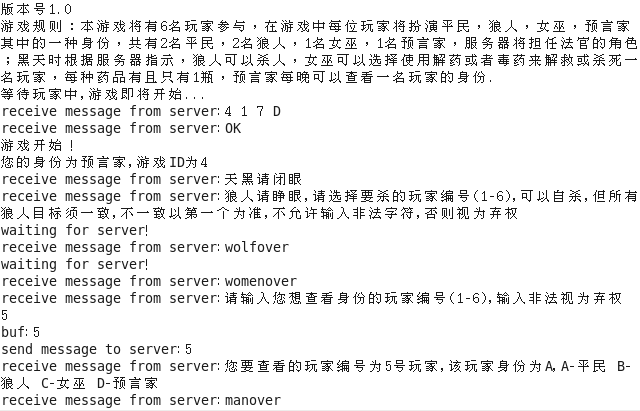 版本号1.0
游戏规则：本游戏将有6名玩家参与，在游戏中每位玩家将扮演平民，狼人，女巫，预言家
其中的一种身份，共有2名平民，2名狼人，1名女巫，1名预言家，服务器将担任法官的角色
；黑天时根据服务器指示，狼人可以杀人，女巫可以选择使用解药或者毒药来解救或杀死一
名玩家，每种药品有且只有1瓶，预言家每晚可以查看一名玩家的身份.
等待玩家中,游戏即将开始...
receive message from server:4 1 7 D
receive message from server:OK
游戏开始！
您的身份为预言家,游戏ID为4
receive message from server:天黑请闭眼
receive message from server:狼人请睁眼,请选择要杀的玩家编号(1-6),可以自杀,但所有
狼人目标须一致,不一致以第一个为准,不允许输入非法字符,否则视为弃权
waiting for server!
receive message from server:wolfover
waiting for server!
receive message from server:womenover
receive message from server:请输入您想查看身份的玩家编号(1-6),输入非法视为弃权
5
buf:5
send message to server:5
receive message from server:您要查看的玩家编号为5号玩家,该玩家身份为A,A-平民 B-
狼人 C-女巫 D-预言家
receive message from server:manover